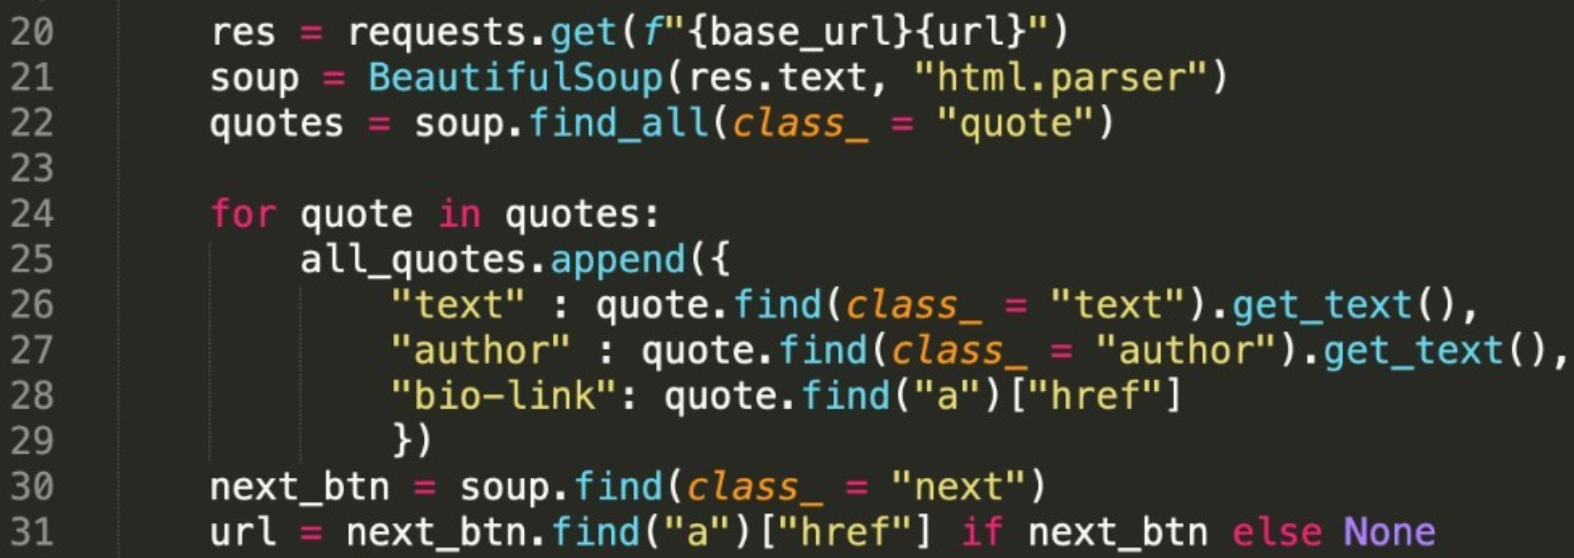 20 res = requests.get(f"{base_url}{url}")
21 soup = BeautifulSoup(res.text, "html.parser")
22 quotes = soup.find_all(class_ = "quote")
23
24 for quote in quotes:
25 all_quotes.append({
26 "text" : quote.find(class_ = "text").get_text(),
27 "author" : quote.find(class_ = "author").get_text(),
28 "bio-link": quote.find("a")["href"]
29 })
30 next_btn = soup.find(class_ = "next")
31 url = next_btn.find("a")["href"] if next_btn else None